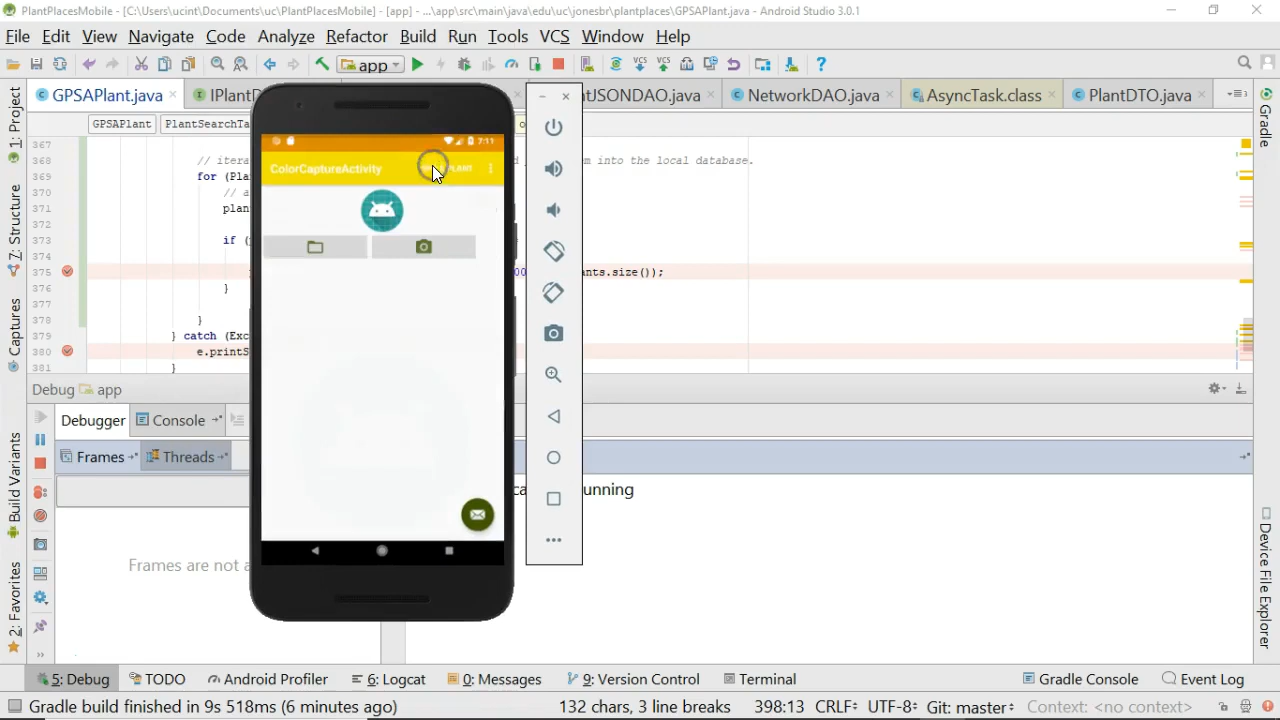 PlantPlacesMobile - [C:\Users\ucint\Documents\uc\PlantPlacesMobile] - [app] - ...\app\src\main\java\edu\uc\jonesbr\plantplaces\GPSAPlant.java - Android Studio 3.0.1
File Edit View Navigate Code Analyze Refactor Build Run Tools VCS Window Help
app
GPSAPlant.java IPlantD JSONDAO.java NetworkDAO.java AsyncTask.class PlantDTO.java
GPSAPlant PlantSearchTa
367
368 // itera em into the local database.
369 for (Pla
370 // a
371 plan
372
373 if (
374
375 00 nts.size());
376 }
377
378 }
379 } catch (Exc
380 e.printS
381 }
7:11
ColorCaptureActivity PLANT
Debug app
Debugger Console
Frames Threads
unning
Frames are not a
1: Project
7: Structure
Captures
Build Variants
2: Favorites
Gradle
Device File Explorer
5: Debug TODO Android Profiler 6: Logcat 0: Messages 9: Version Control Terminal Gradle Console Event Log
Gradle build finished in 9s 518ms (6 minutes ago) 132 chars, 3 line breaks 398:13 CRLF UTF-8 Git: master Context: <no context>